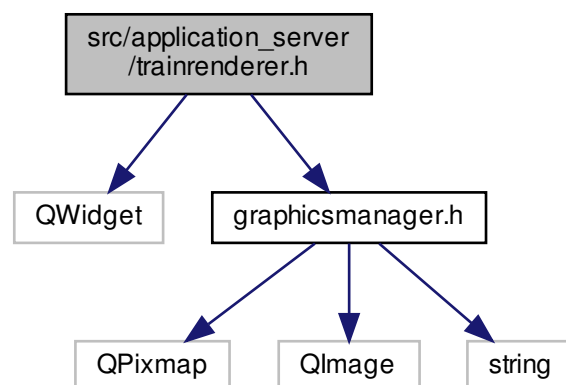 src/application_server
/trainrenderer.h
QWidget
graphicsmanager.h
QPixmap
QImage
string